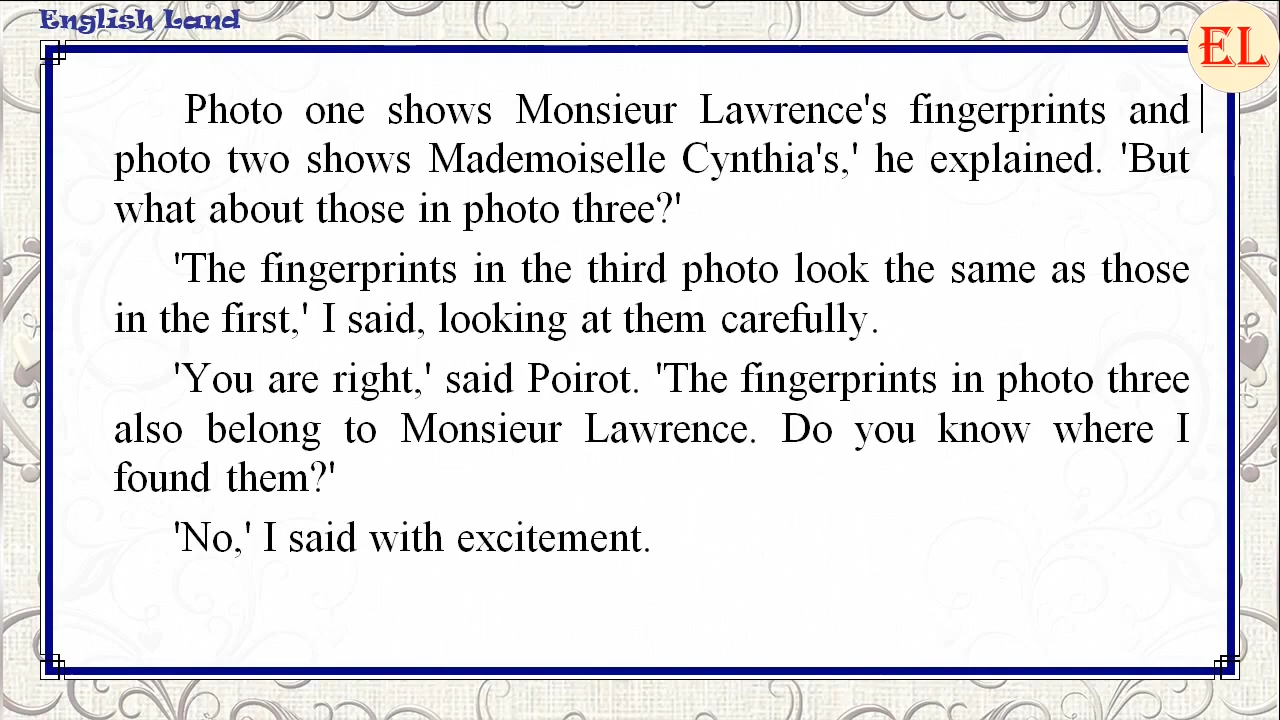 English Land
EL
Photo one shows Monsieur Lawrence's fingerprints and
photo two shows Mademoiselle Cynthia's,' he explained. 'But
what about those in photo three?'
'The fingerprints in the third photo look the same as those
in the first,' I said, looking at them carefully.
'You are right,' said Poirot. 'The fingerprints in photo three
also belong to Monsieur Lawrence. Do you know where I
found them?'
'No,' I said with excitement.